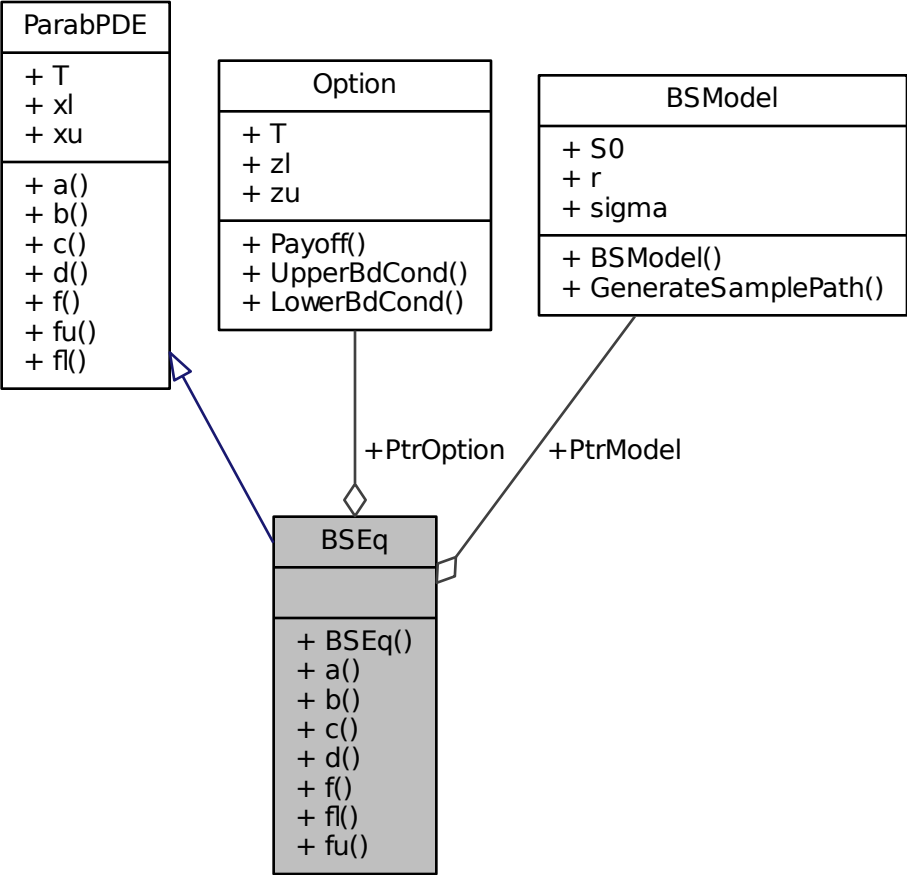 ParabPDE
+ T
+ xl
+ xu
+ a()
+ b()
+ c()
+ d()
+ f()
+ fu()
+ fl()
Option
+ T
+ zl
+ zu
+ Payoff()
+ UpperBdCond()
+ LowerBdCond()
BSModel
+ S0
+ r
+ sigma
+ BSModel()
+ GenerateSamplePath()
+PtrOption
+PtrModel
BSEq
+ BSEq()
+ a()
+ b()
+ c()
+ d()
+ f()
+ fl()
+ fu()